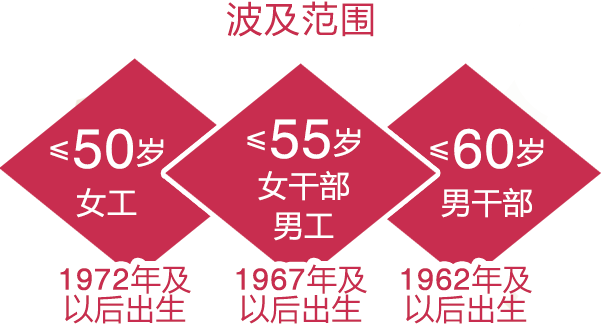 波及范围
≤50岁
女工
≤55岁
女干部
男工
≤60岁
男干部
1972年及
以后出生
1967年及
以后出生
1962年及
以后出生